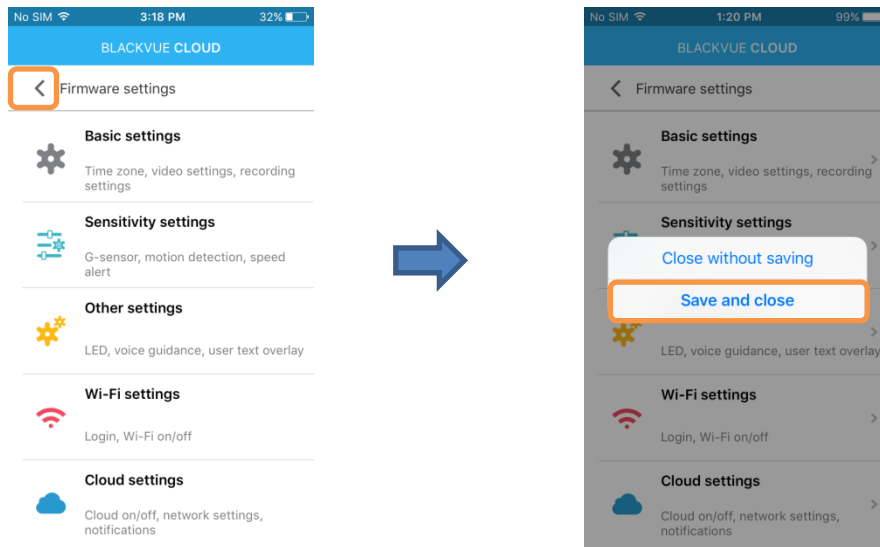 No SIM 3:18 PM 32%
BLACKVUE CLOUD
Firmware settings
Basic settings
Time zone, video settings, recording
settings
Sensitivity settings
G-sensor, motion detection, speed
alert
Other settings
LED, voice guidance, user text overlay
Wi-Fi settings
Login, Wi-Fi on/off
Cloud settings
Cloud on/off, network settings,
notifications
No SIM 1:20 PM 99%
BLACKVUE CLOUD
Firmware settings
Basic settings
Time zone, video settings, recording
settings
Sensitivity settings
Close without saving
Save and close
LED, voice guidance, user text overlay
Wi-Fi settings
Login, Wi-Fi on/off
Cloud settings
Cloud on/off, network settings,
notifications